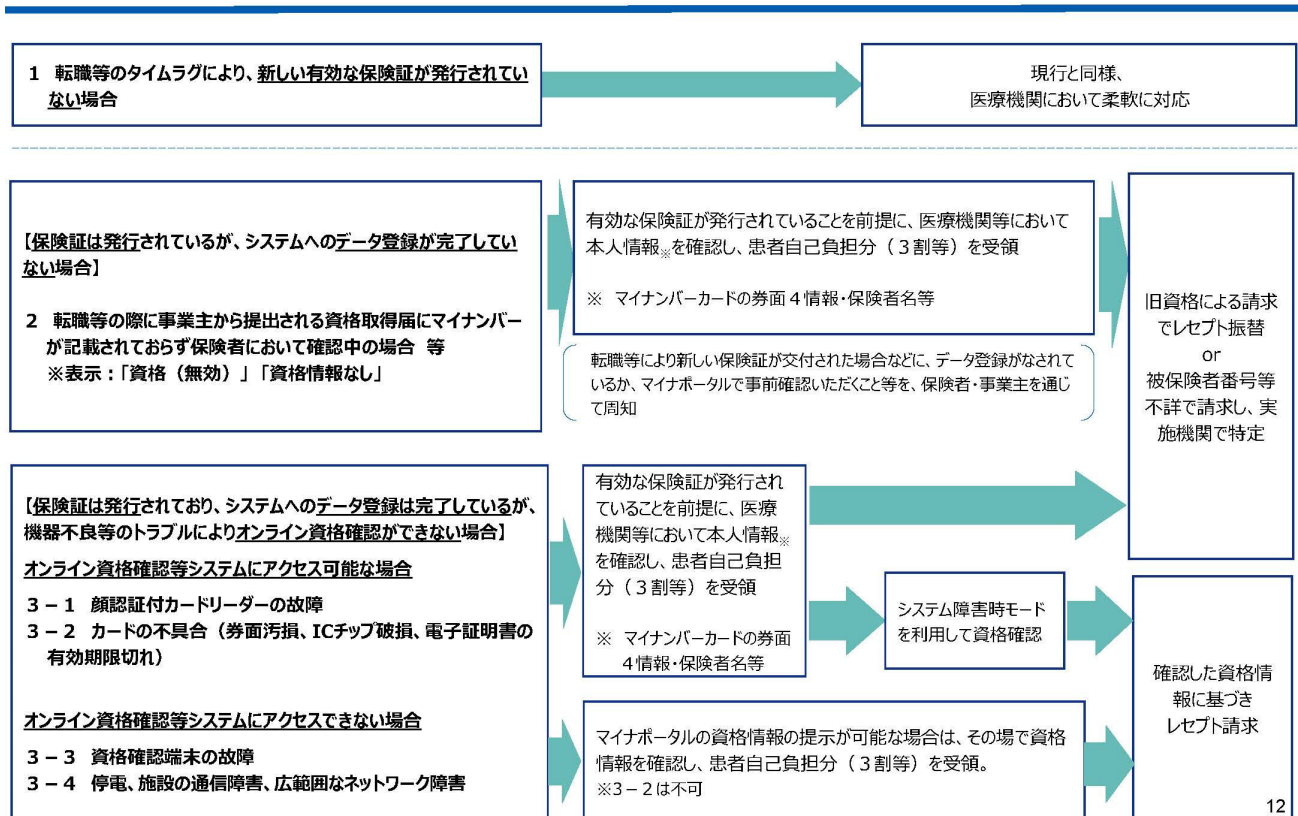 1 転職等のタイムラグにより、新しい有効な保険証が発行されてい
ない場合
現行と同様、
医療機関において柔軟に対応
【保険証は発行されているが、システムへのデータ登録が完了してい
ない場合】
2 転職等の際に事業主から提出される資格取得届にマイナンバー
が記載されておらず保険者において確認中の場合 等
※表示：「資格（無効）」「資格情報なし」
有効な保険証が発行されていることを前提に、医療機関等において
本人情報※を確認し、患者自己負担分（３割等）を受領
※ マイナンバーカードの券面４情報・保険者名等
転職等により新しい保険証が交付された場合などに、データ登録がなされて
いるか、マイナポータルで事前確認いただくこと等を、保険者・事業主を通じ
て周知
旧資格による請求
でレセプト振替
or
被保険者番号等
不詳で請求し、実
施機関で特定
【保険証は発行されており、システムへのデータ登録は完了しているが、
機器不良等のトラブルによりオンライン資格確認ができない場合】
オンライン資格確認等システムにアクセス可能な場合
３－１ 顔認証付カードリーダーの故障
３－２ カードの不具合（券面汚損、ICチップ破損、電子証明書の
有効期限切れ）
オンライン資格確認等システムにアクセスできない場合
３－３ 資格確認端末の故障
３－４ 停電、施設の通信障害、広範囲なネットワーク障害
有効な保険証が発行され
ていることを前提に、医療
機関等において本人情報※
を確認し、患者自己負担
分（３割等）を受領
※ マイナンバーカードの券面
４情報・保険者名等
システム障害時モード
を利用して資格確認
マイナポータルの資格情報の提示が可能な場合は、その場で資格
情報を確認し、患者自己負担分（３割等）を受領。
※３－２は不可
確認した資格情
報に基づき
レセプト請求
12